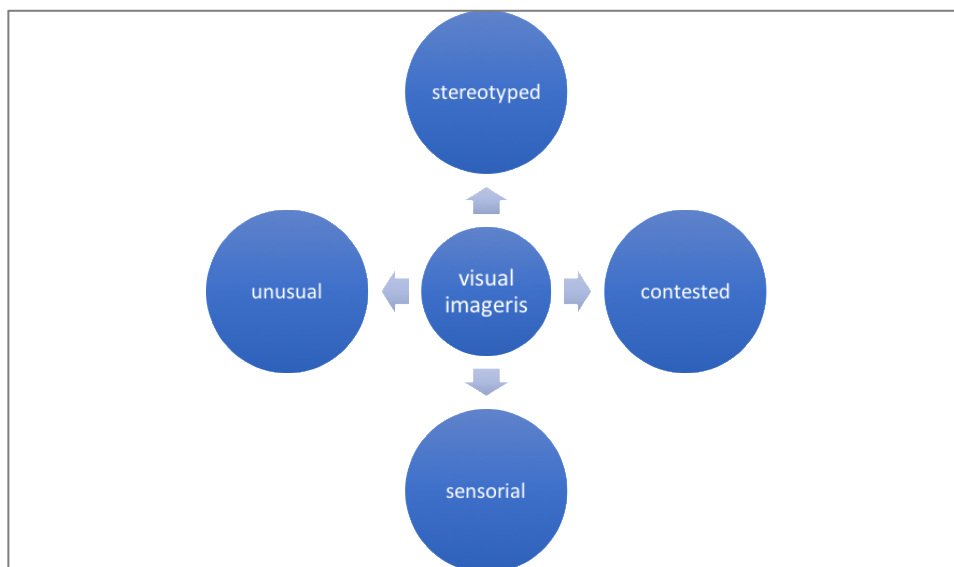 stereotyped
unusual
visual
imageris
contested
sensorial